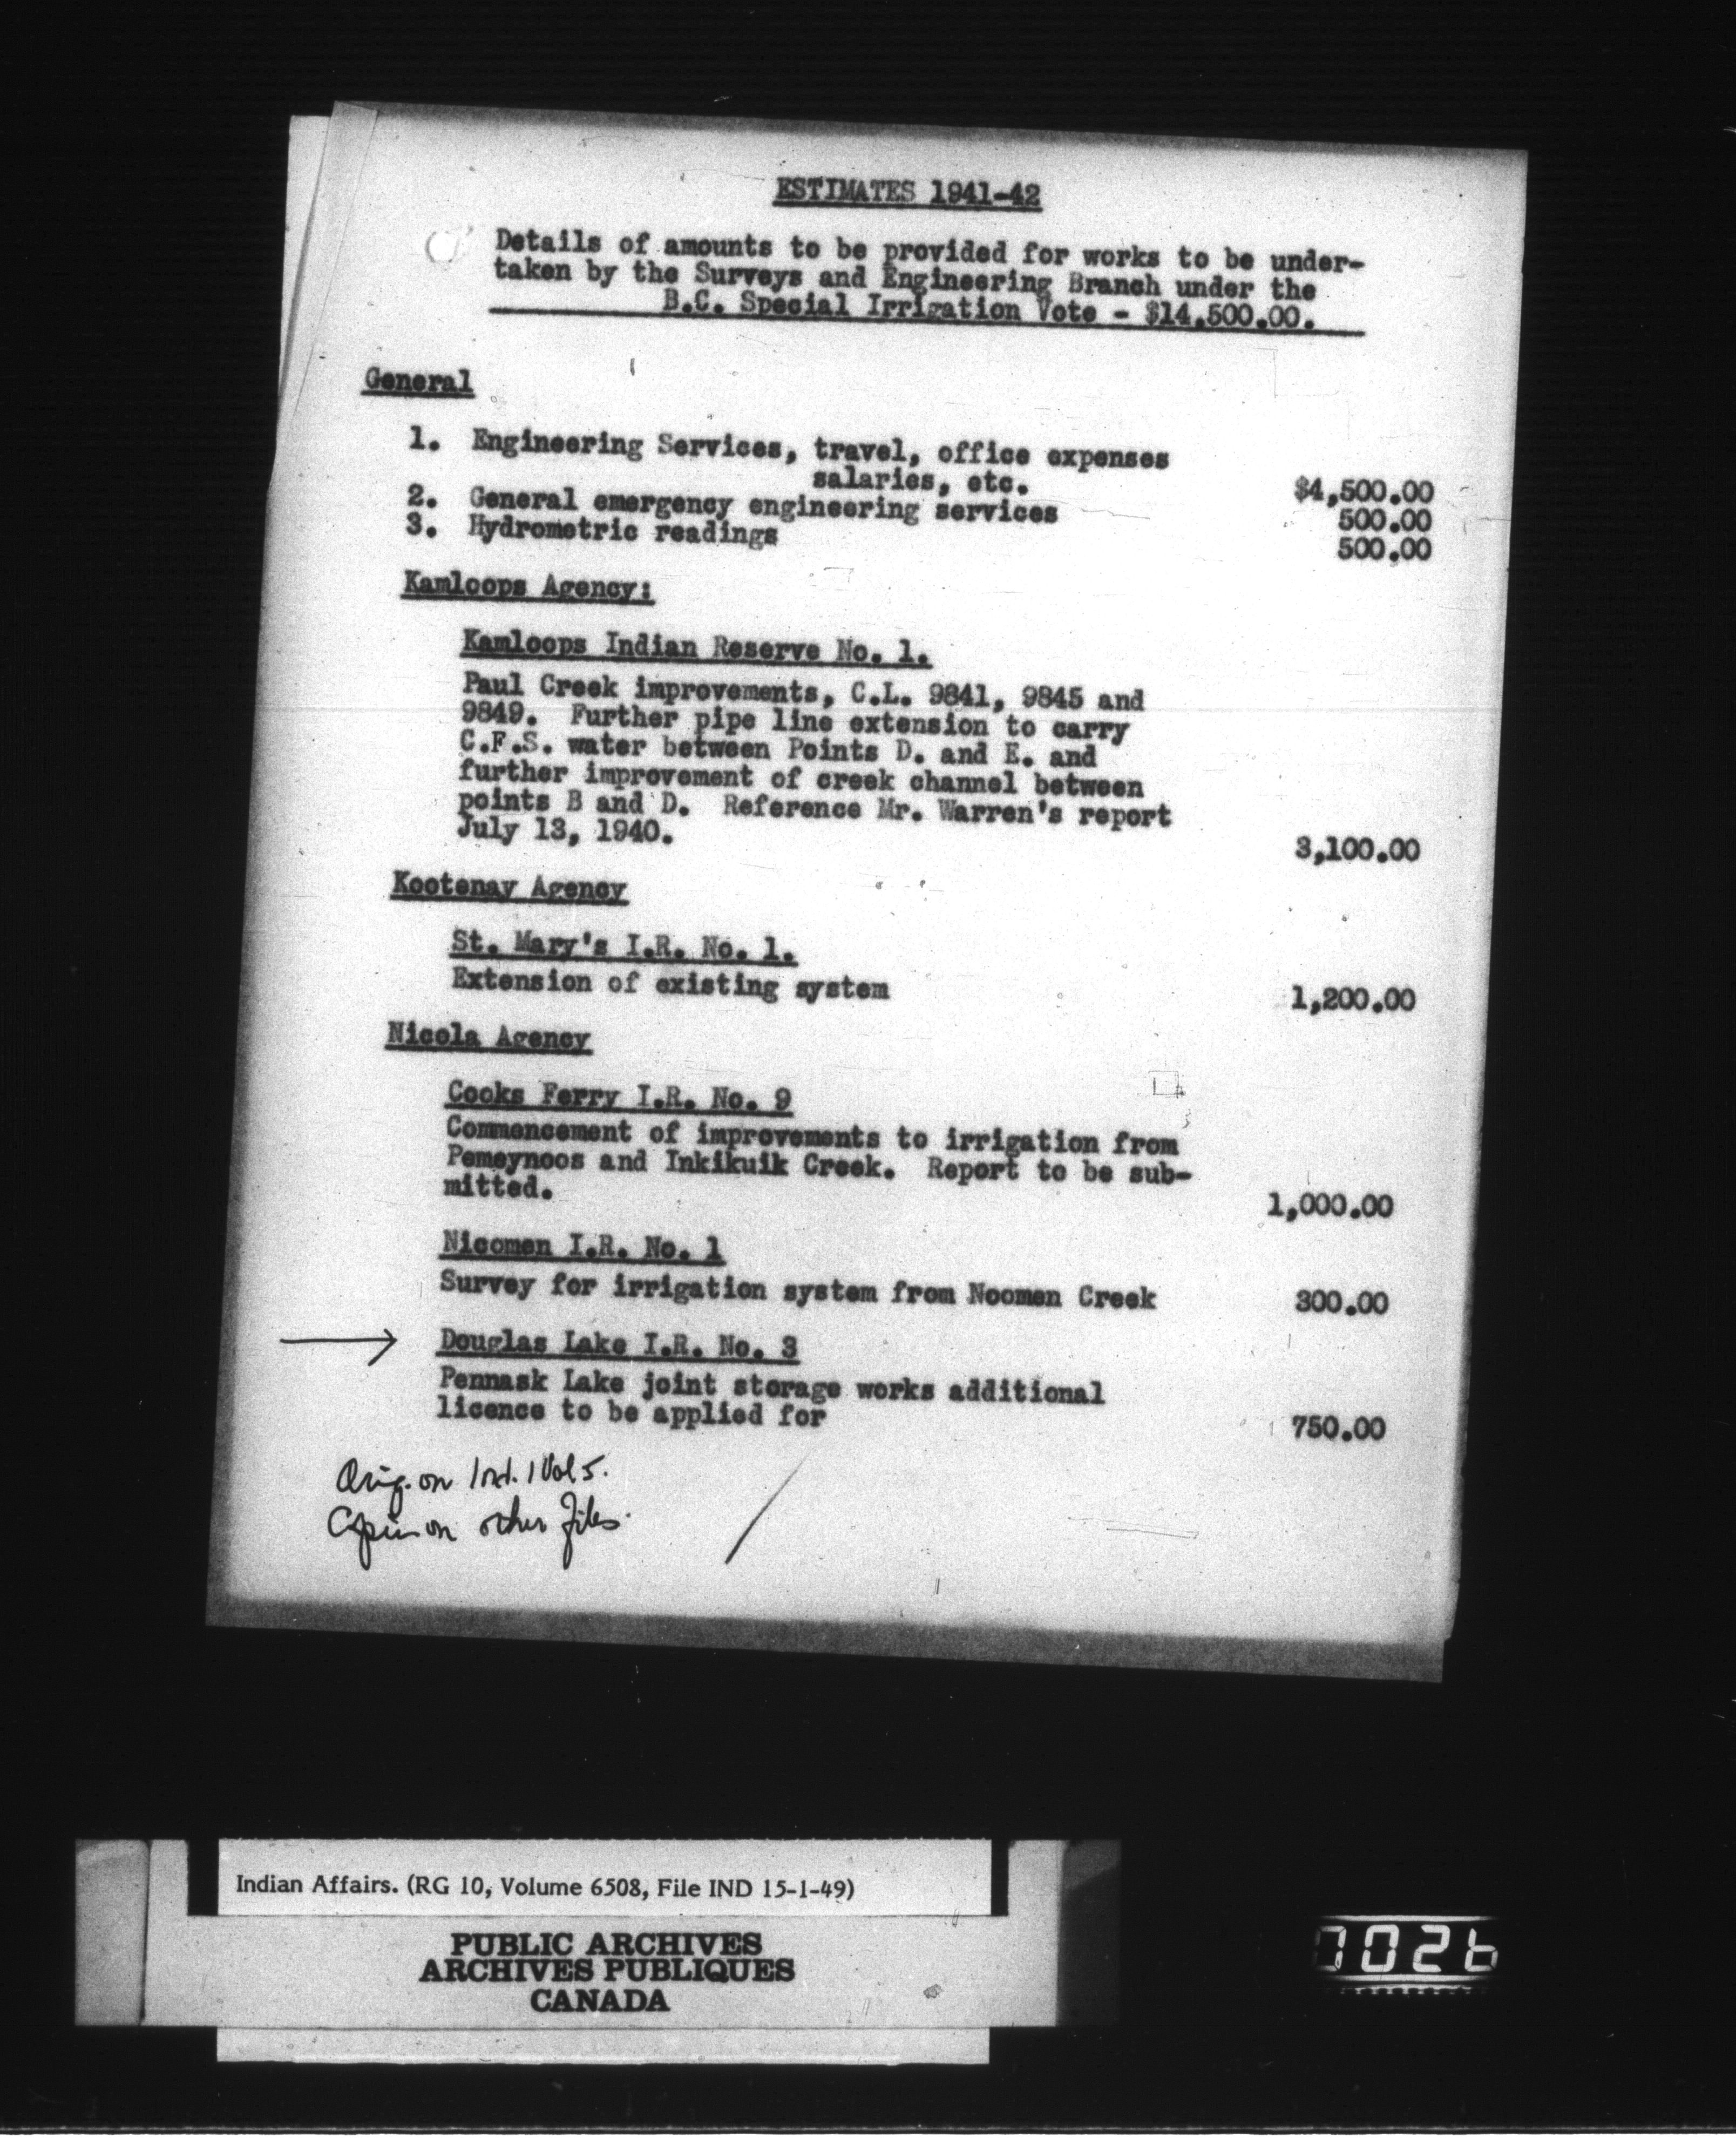 ESTIMATES 1941-42
Details of amounts to be provided for works to be under-
taken by the Surveys and Engineering Branch under the
B.C. Special Irrigation Vote - $14,500.00.
General
1. Engineering Services, travel, office expenses
salaries, etc. $4,500.00
2. General emergency engineering services 500.00
3. Hydrometric readings 500.00
Kamloops Agency:
Kamloops Indian Reserve No. 1.
Paul Creek improvements, C.L. 9841, 9845 and
9849. Further pipe line extension to carry
C.F.S. water between Points D. and E. and
further improvement of creek channel between
points B and D. Reference Mr. Warren's report
July 13, 1940. 3,100.00
Kootenay Agency
St. Mary's I.R. No. 1.
Extension of existing system 1,200.00
Nicola Agency
Cooks Ferry I.R. No. 9
Commencement of improvements to irrigation from
Pemeynoos and Inkikuik Creek. Report to be sub-
mitted. 1,000.00
Nicomen I.R. No. 1
Survey for irrigation system from Noomen Creek 300.00
Douglas Lake I.R. No. 3
Pennask Lake joint storage works additional
licence to be applied for 750.00
Orig. on Ind. 1 Vol 5.
Copies on other files.
Indian Affairs. (RG 10, Volume 6508, File IND 15-1-49)
PUBLIC ARCHIVES
ARCHIVES PUBLIQUES
CANADA